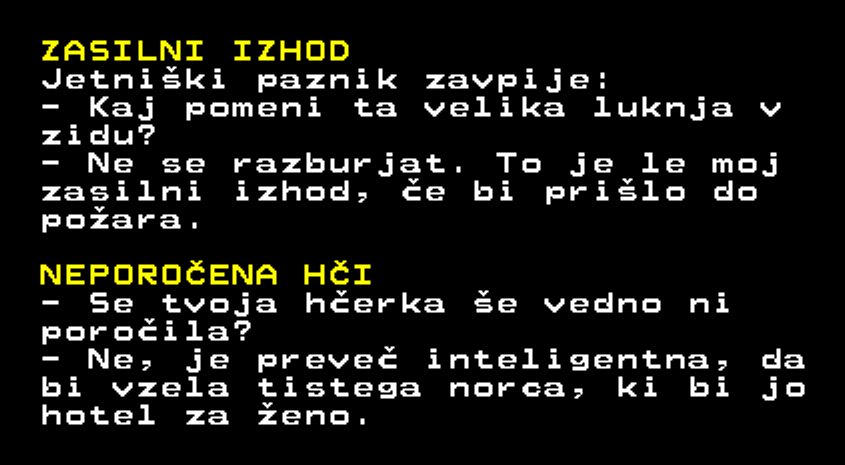 ZASILNI IZHOD
Jetniški paznik zavpije:
- Kaj pomeni ta velika luknja v
zidu?
- Ne se razburjat. To je le moj
zasilni izhod, če bi prišlo do
požara.
NEPOROČENA HČI
- Se tvoja hčerka še vedno ni
poročila?
- Ne, je preveč inteligentna, da
bi vzela tistega norca, ki bi jo
hotel za ženo.